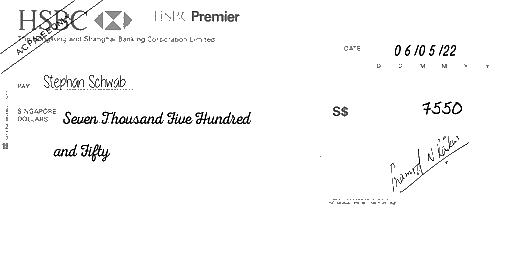 HSBC HSBC Premier
The Hongkong and Shanghai Banking Corporation Limited
A/C PAYEE ONLY
DATE 06/05/22
D D M M Y Y
PAY Stephan Schwab
SINGAPORE DOLLARS Seven Thousand Five Hundred
and Fifty
S$ 7550